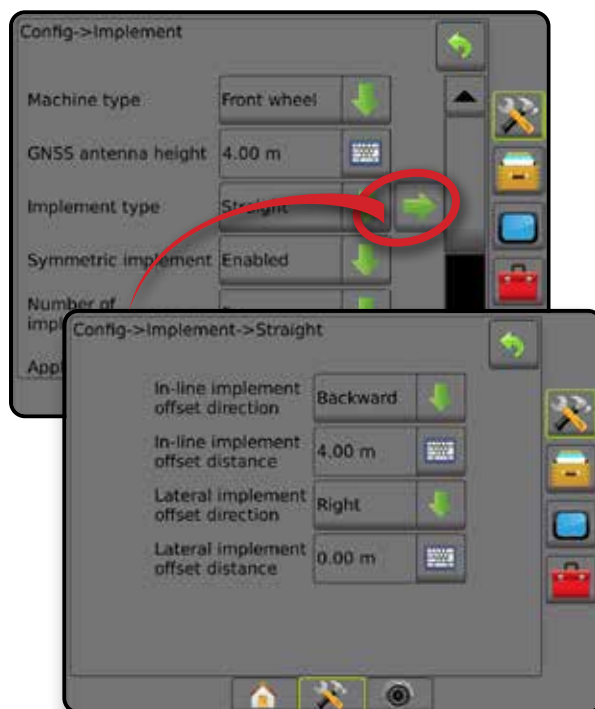 Config->Implement
Machine type Front wheel
GNSS antenna height 4.00 m
Implement type Straight
Symmetric implement Enabled
Number of
Config->Implement->Straight
In-line implement
offset direction Backward
In-line implement
offset distance 4.00 m
Lateral implement
offset direction Right
Lateral implement
offset distance 0.00 m